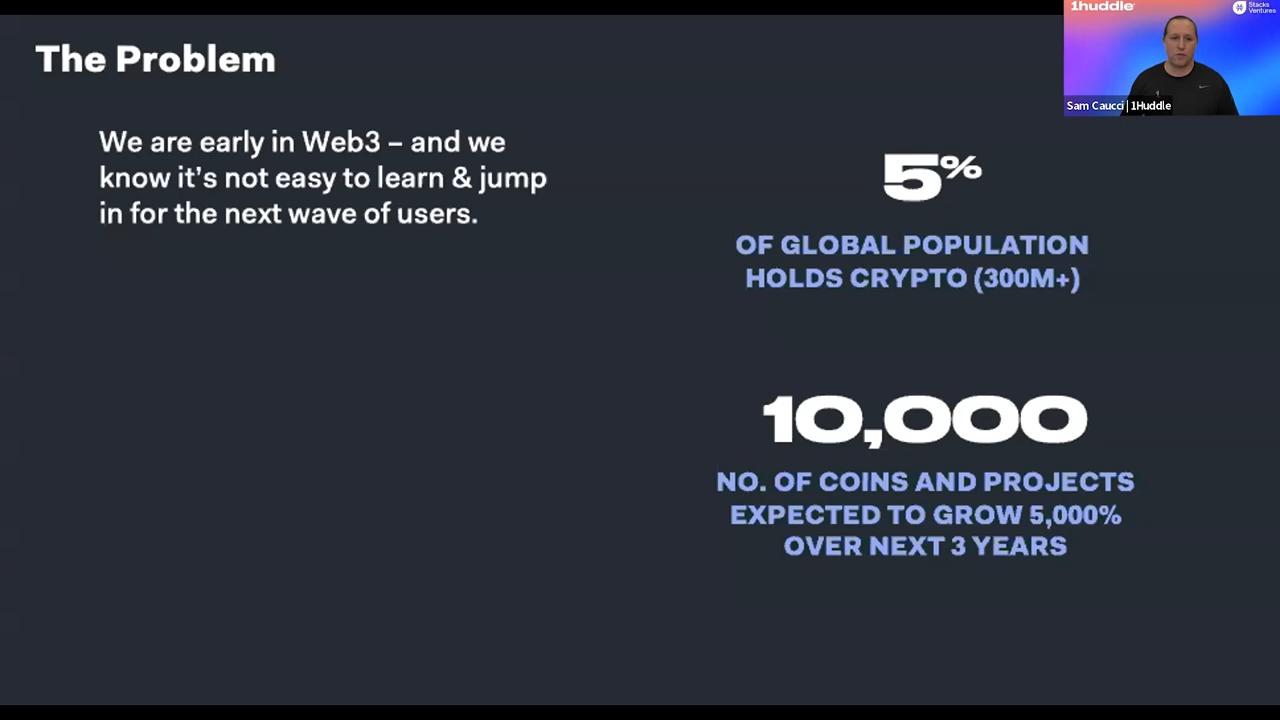 1huddle
Stacks
Ventures
Sam Caucci | 1Huddle
The Problem
We are early in Web3 – and we
know it's not easy to learn & jump
in for the next wave of users.
5%
OF GLOBAL POPULATION
HOLDS CRYPTO (300M+)
10,000
NO. OF COINS AND PROJECTS
EXPECTED TO GROW 5,000%
OVER NEXT 3 YEARS